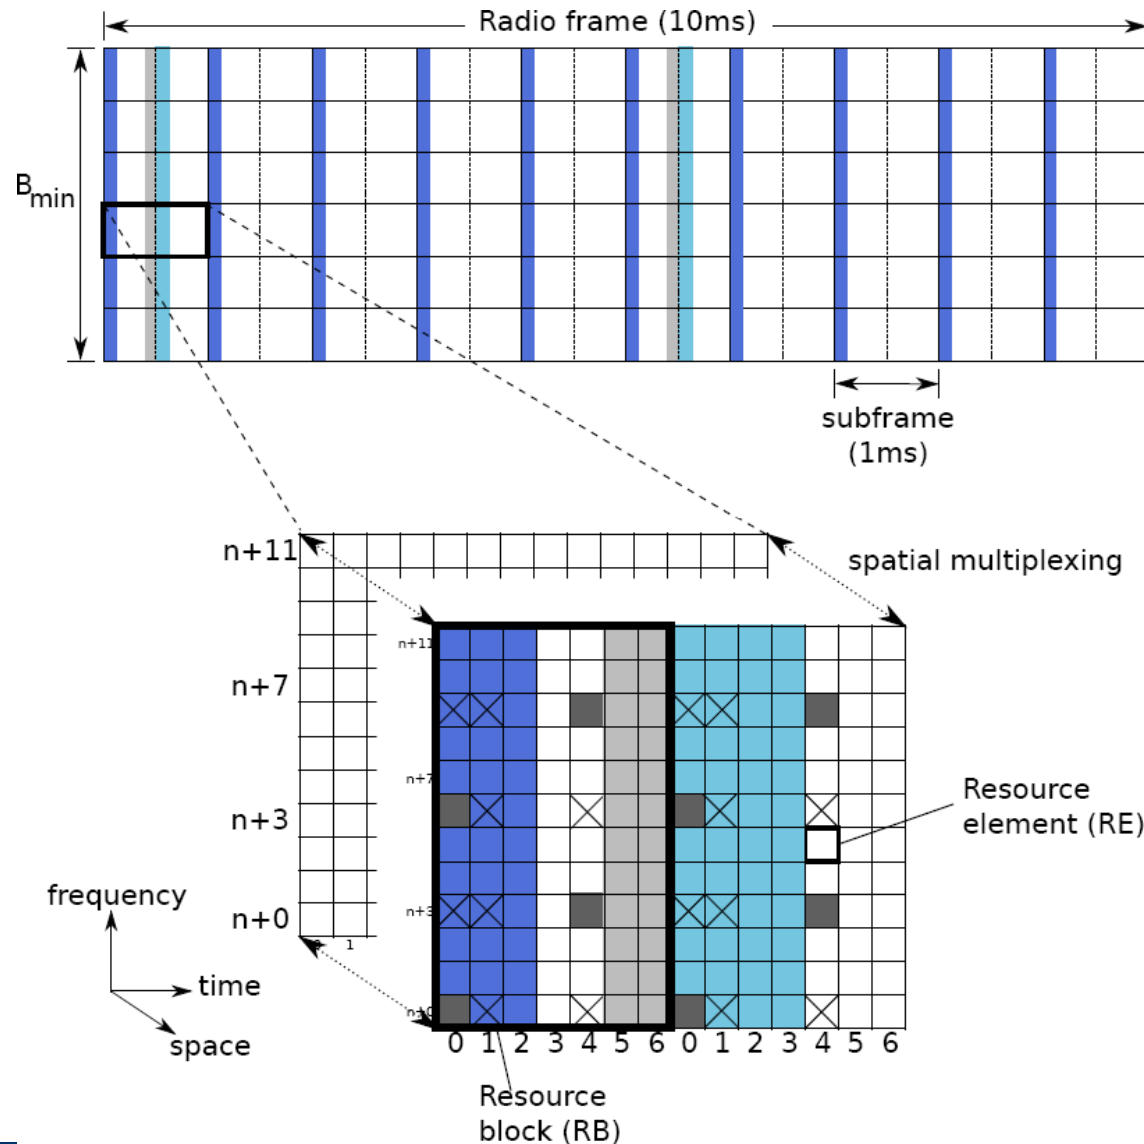 Radio frame (10ms)
B
min
subframe
(1ms)
n+11
spatial multiplexing
n+11
n+7
n+7
Resource
element (RE)
n+3
frequency
n+3
n+0
1
time
n+0
space
0 1 2 3 4 5 6 0 1 2 3 4 5 6
Resource
block (RB)